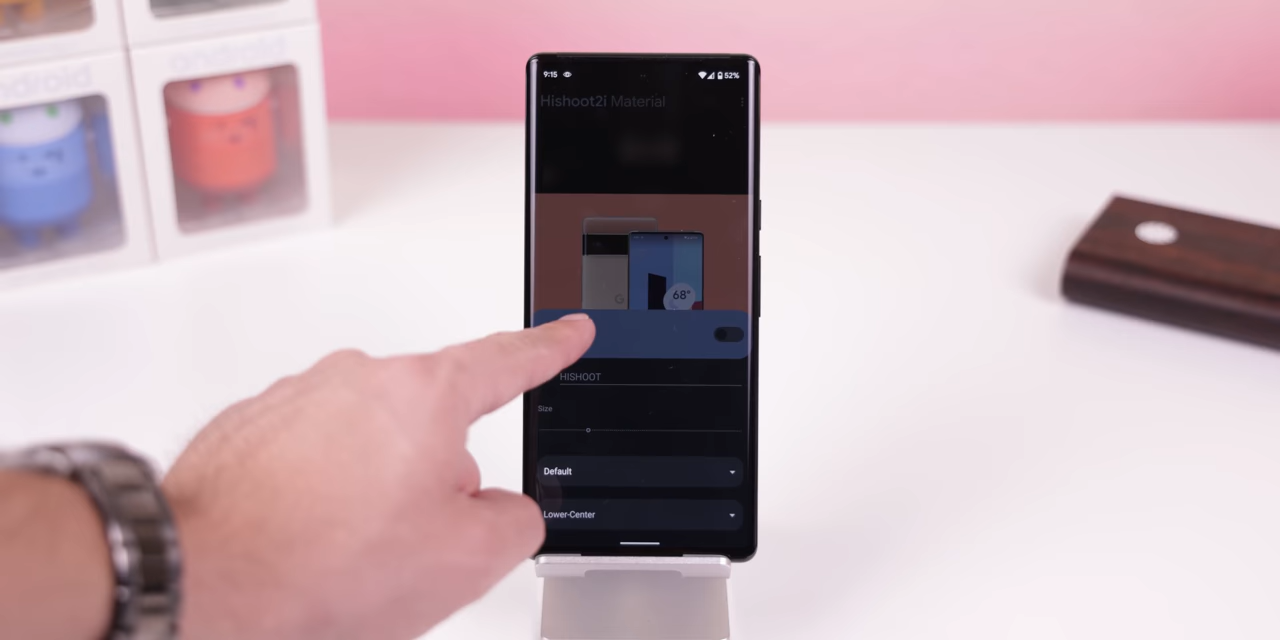 android
android
9:15 52%
Hishoot2i Material
G
68°
HISHOOT
Size
Default
Lower-Center